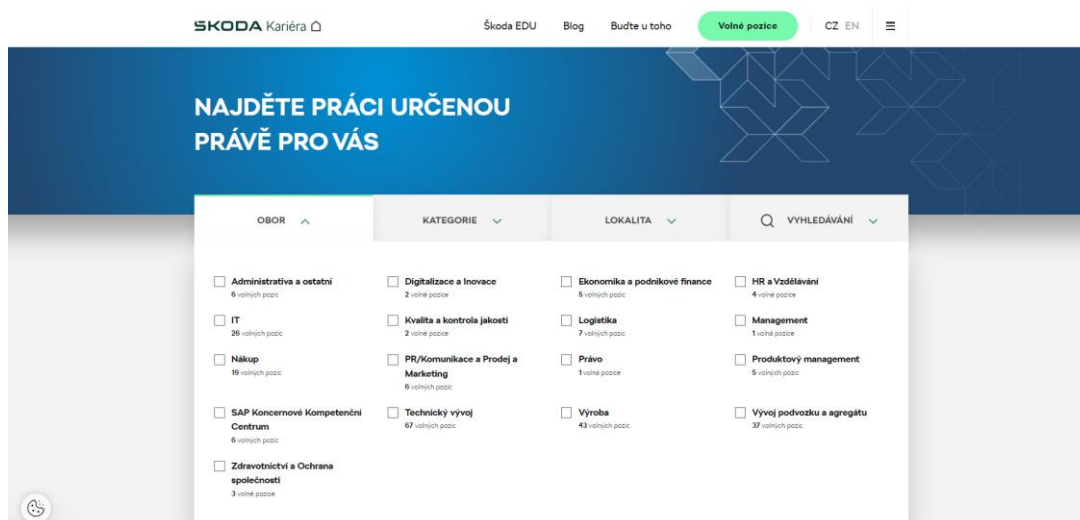 ŠKODA Kariéra
Škoda EDU
Blog
Buďte u toho
Volné pozice
CZ EN
NAJDĚTE PRÁCI URČENOU
PRÁVĚ PRO VÁS
OBOR
KATEGORIE
LOKALITA
VYHLEDÁVÁNÍ
Administrativa a ostatní
6 volných pozic
Digitalizace a Inovace
2 volné pozice
Ekonomika a podnikové finance
5 volných pozic
HR a Vzdělávání
4 volné pozice
IT
26 volných pozic
Kvalita a kontrola jakosti
2 volné pozice
Logistika
7 volných pozic
Management
1 volná pozice
Nákup
19 volných pozic
PR/Komunikace a Prodej a
Marketing
6 volných pozic
Právo
1 volná pozice
Produktový management
5 volných pozic
SAP Koncernové Kompetenční
Centrum
6 volných pozic
Technický vývoj
67 volných pozic
Výroba
43 volných pozic
Vývoj podvozku a agregátu
37 volných pozic
Zdravotnictví a Ochrana
společnosti
3 volné pozice